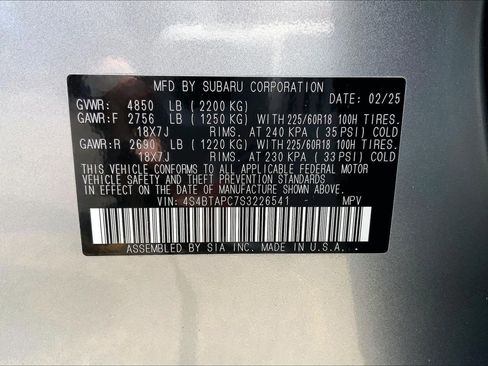 MFD BY SUBARU CORPORATION
DATE: 02/25
GVWR: 4850 LB ( 2200 KG)
GAWR:F 2756 LB ( 1250 KG) WITH 225/60R18 100H TIRES.
18X7J RIMS. AT 240 KPA ( 35 PSI) COLD
GAWR:R 2690 LB ( 1220 KG) WITH 225/60R18 100H TIRES.
18X7J RIMS. AT 230 KPA ( 33 PSI) COLD
THIS VEHICLE CONFORMS TO ALL APPLICABLE FEDERAL MOTOR
VEHICLE SAFETY, BUMPER, AND THEFT PREVENTION STANDARDS
IN EFFECT ON THE DATE OF MANUFACTURE SHOWN ABOVE.
VIN: 4S4BTAPC7S3226541 MPV
ASSEMBLED BY SIA INC. MADE IN U.S.A.